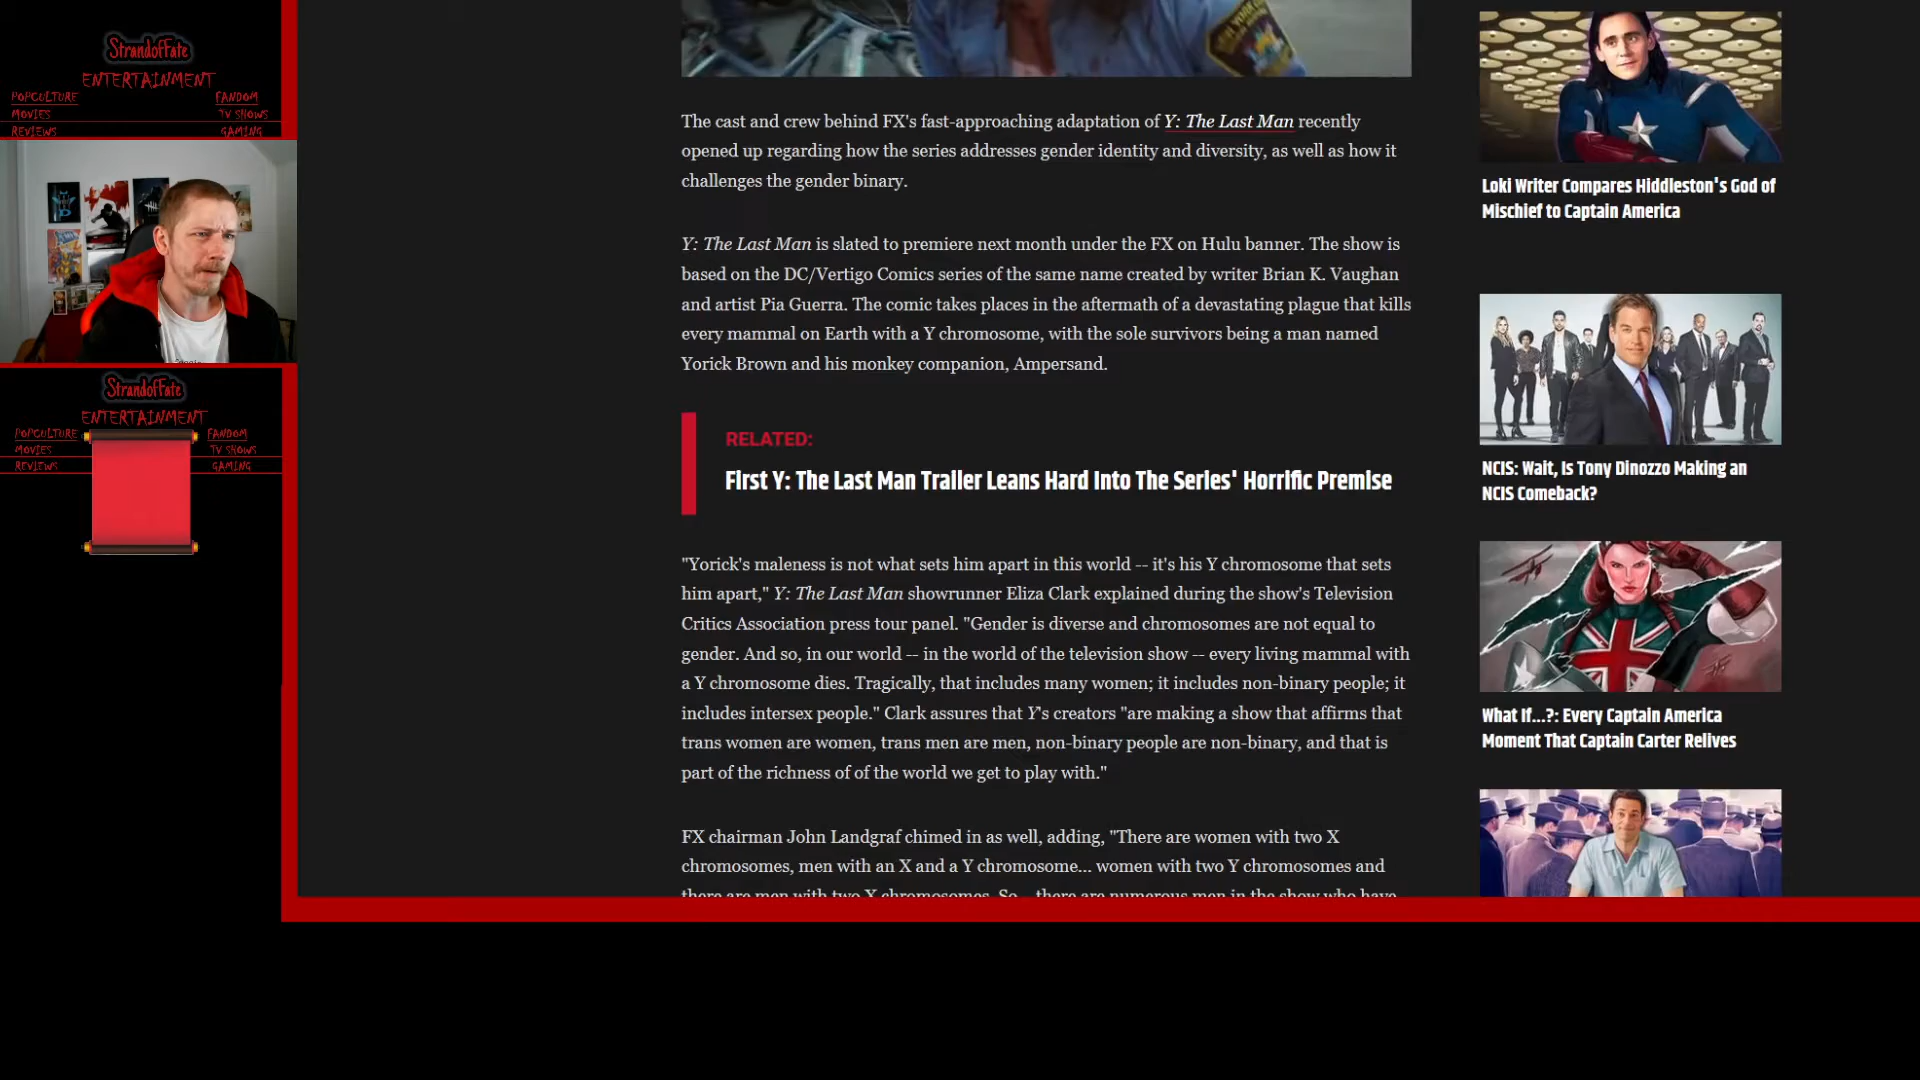 StrandofFate
ENTERTAINMENT
POPCULTURE
FANDOM
MOVIES
TV SHOWS
REVIEWS
GAMING
StrandofFate
ENTERTAINMENT
POPCULTURE
FANDOM
MOVIES
TV SHOWS
REVIEWS
GAMING
The cast and crew behind FX's fast-approaching adaptation of Y: The Last Man recently
opened up regarding how the series addresses gender identity and diversity, as well as how it
challenges the gender binary.
Y: The Last Man is slated to premiere next month under the FX on Hulu banner. The show is
based on the DC/Vertigo Comics series of the same name created by writer Brian K. Vaughan
and artist Pia Guerra. The comic takes places in the aftermath of a devastating plague that kills
every mammal on Earth with a Y chromosome, with the sole survivors being a man named
Yorick Brown and his monkey companion, Ampersand.
RELATED:
First Y: The Last Man Trailer Leans Hard Into The Series' Horrific Premise
"Yorick's maleness is not what sets him apart in this world -- it's his Y chromosome that sets
him apart," Y: The Last Man showrunner Eliza Clark explained during the show's Television
Critics Association press tour panel. "Gender is diverse and chromosomes are not equal to
gender. And so, in our world -- in the world of the television show -- every living mammal with
a Y chromosome dies. Tragically, that includes many women; it includes non-binary people; it
includes intersex people." Clark assures that Y's creators "are making a show that affirms that
trans women are women, trans men are men, non-binary people are non-binary, and that is
part of the richness of of the world we get to play with."
FX chairman John Landgraf chimed in as well, adding, "There are women with two X
chromosomes, men with an X and a Y chromosome... women with two Y chromosomes and
there are men with two X chromosomes. So... there are numerous men in the show who have
Loki Writer Compares Hiddleston's God of
Mischief to Captain America
NCIS: Wait, Is Tony Dinozzo Making an
NCIS Comeback?
What If...?: Every Captain America
Moment That Captain Carter Relives